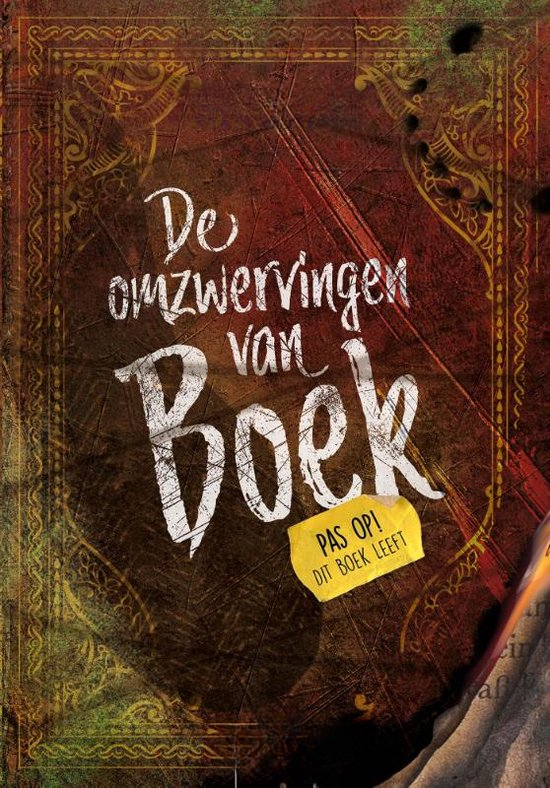 De
omzwervingen
van
Boek
PAS OP!
DIT BOEK LEEFT